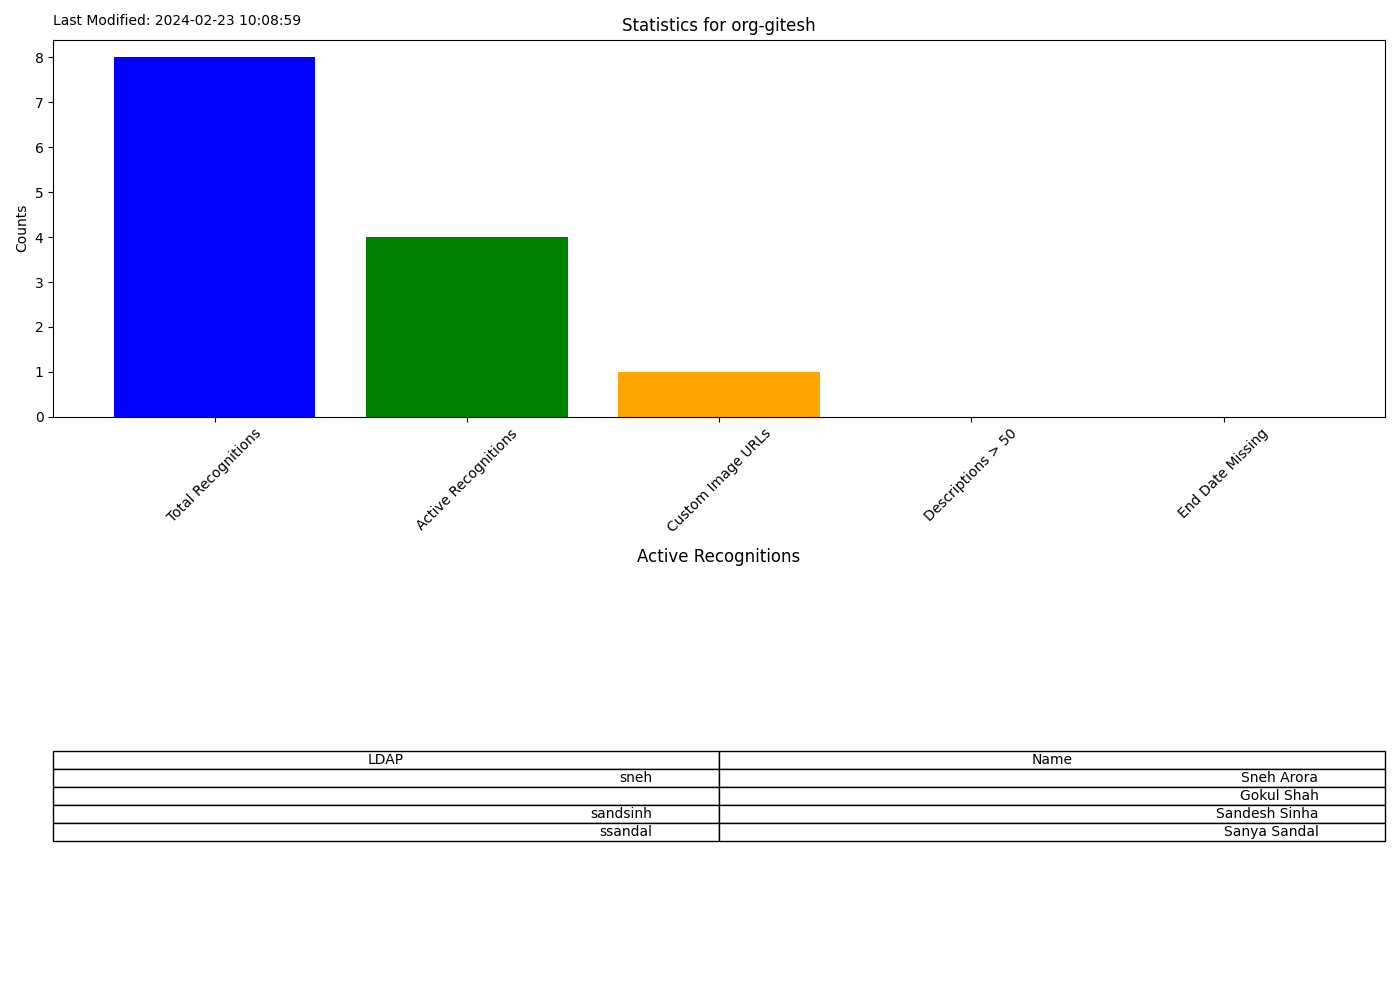 Last Modified: 2024-02-23 10:08:59
Statistics for org-gitesh
Counts
8
7
6
5
4
3
2
1
0
Total Recognitions
Active Recognitions
Custom Image URLs
Descriptions > 50
End Date Missing
Active Recognitions
LDAP Name
sneh Sneh Arora
Gokul Shah
sandsinh Sandesh Sinha
ssandal Sanya Sandal